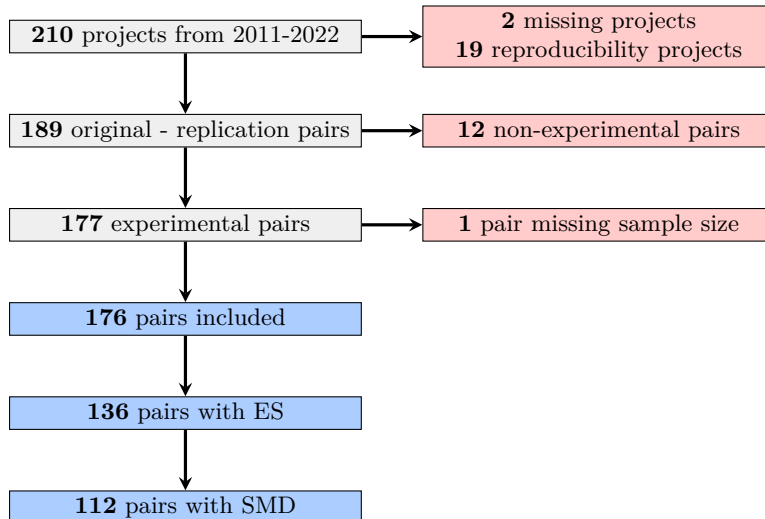 210 projects from 2011-2022
2 missing projects
19 reproducibility projects
189 original - replication pairs
12 non-experimental pairs
177 experimental pairs
1 pair missing sample size
176 pairs included
136 pairs with ES
112 pairs with SMD